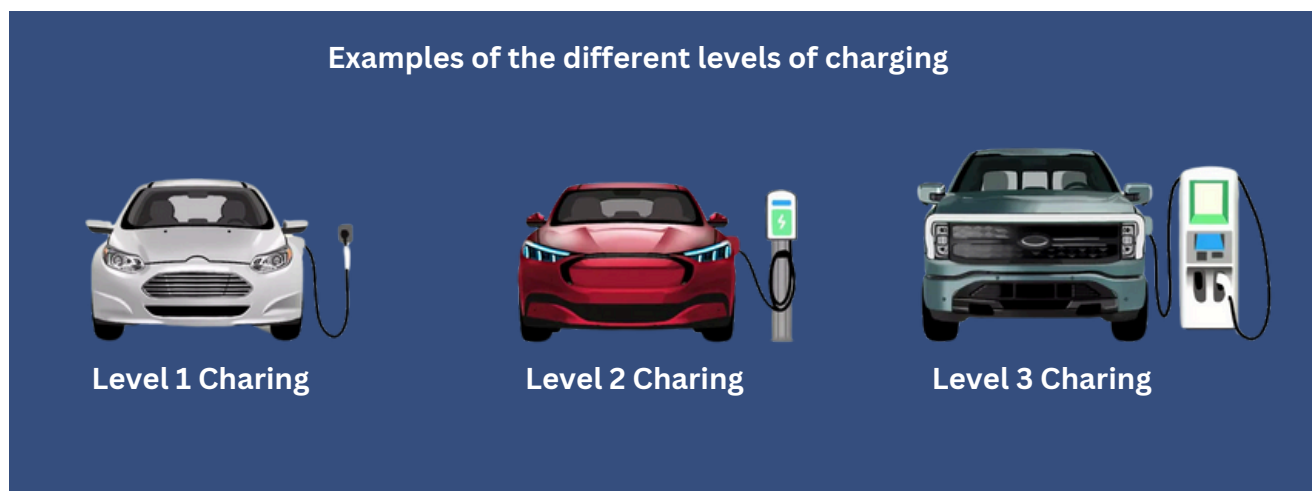 Examples of the different levels of charging
Level 1 Charing
Level 2 Charing
Level 3 Charing